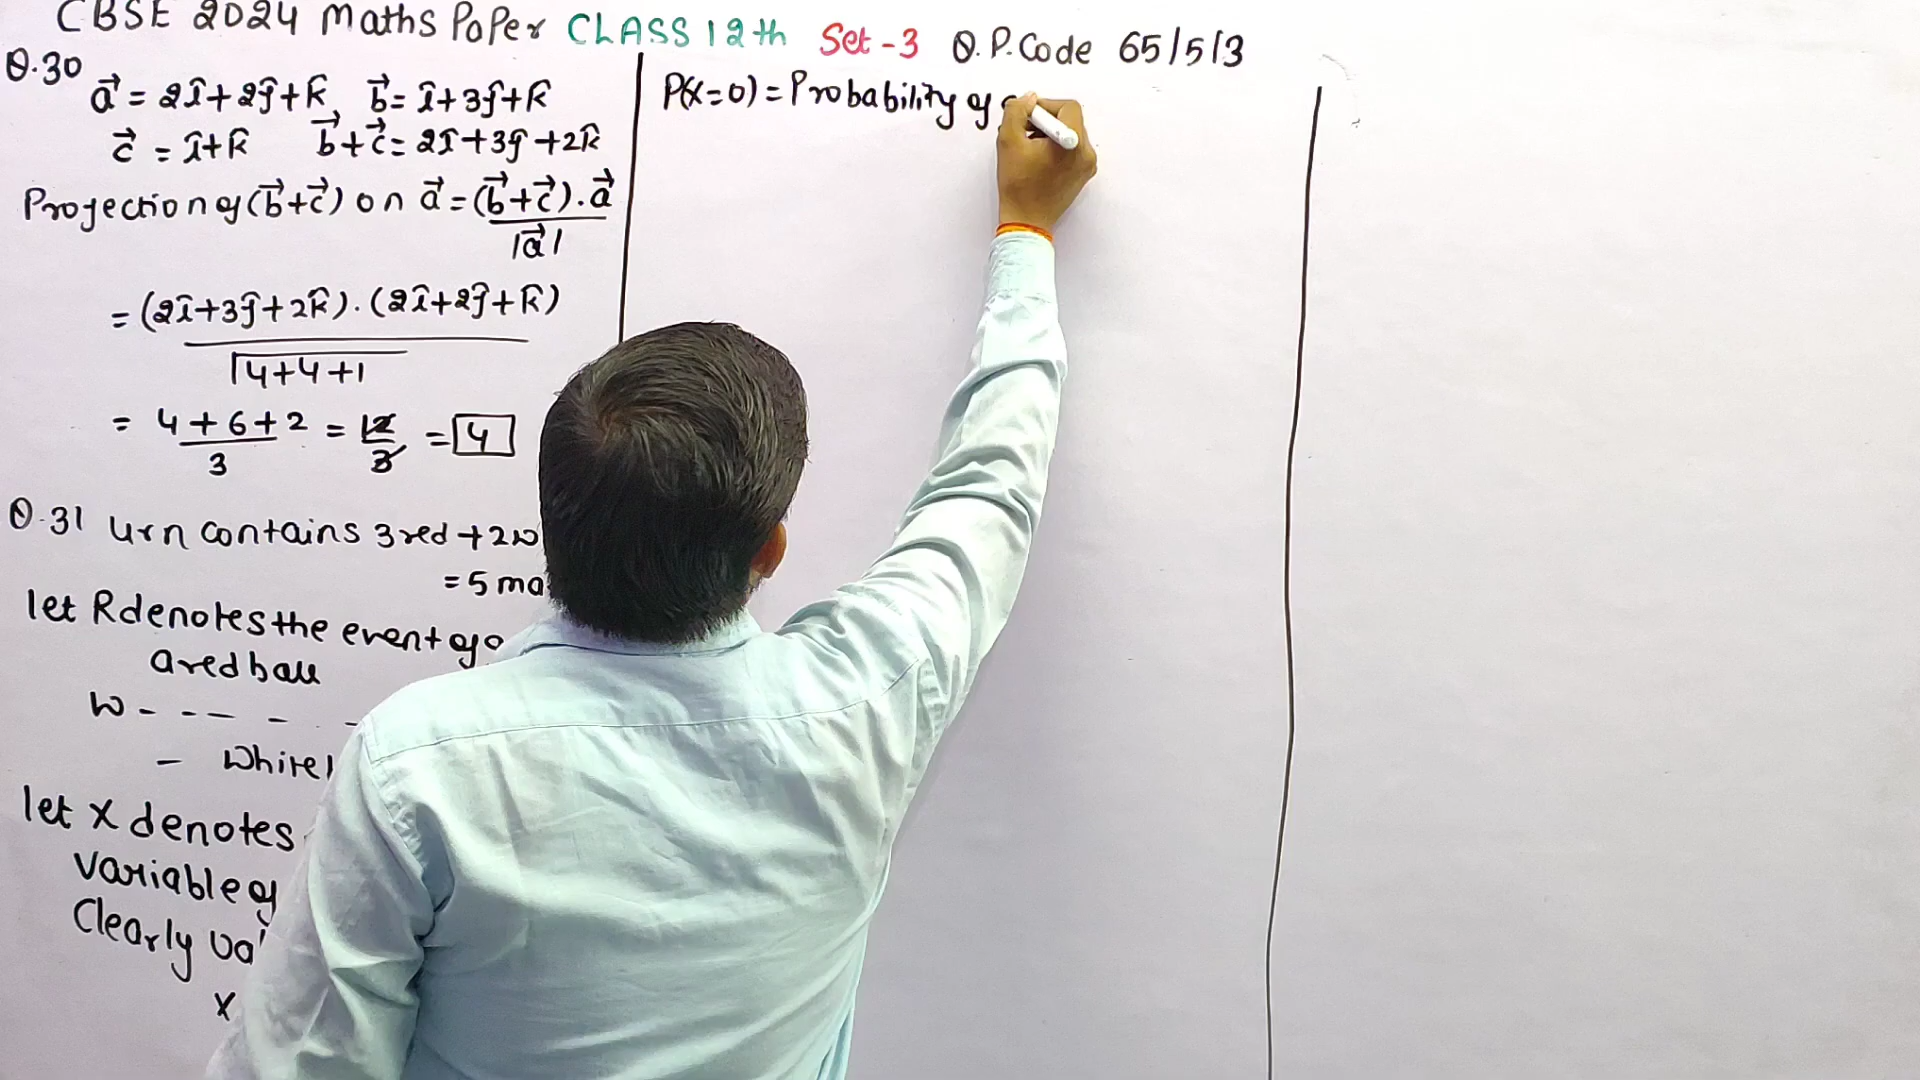 CBSE 2024 Maths Paper CLASS 12th Set-3 Q.P.Code 65/5/3
Q.30
a⃗ = 2î+2ĵ+k̂, b⃗ = î+3ĵ+k̂
c⃗ = î+k̂ b⃗+c⃗ = 2î+3ĵ+2k̂
Projection of (b⃗+c⃗) on a⃗ = (b⃗+c⃗).a⃗
|a⃗|
= (2î+3ĵ+2k̂).(2î+2ĵ+k̂)
√4+4+1
= 4+6+2 = 12 = 4
3 3
Q.31 Urn contains 3 red + 2 w
= 5 ma
let R denotes the event of
a red ball
W - - - - -
- White
let X denotes
Variable of
Clearly va
X
P(X=0) = Probability of